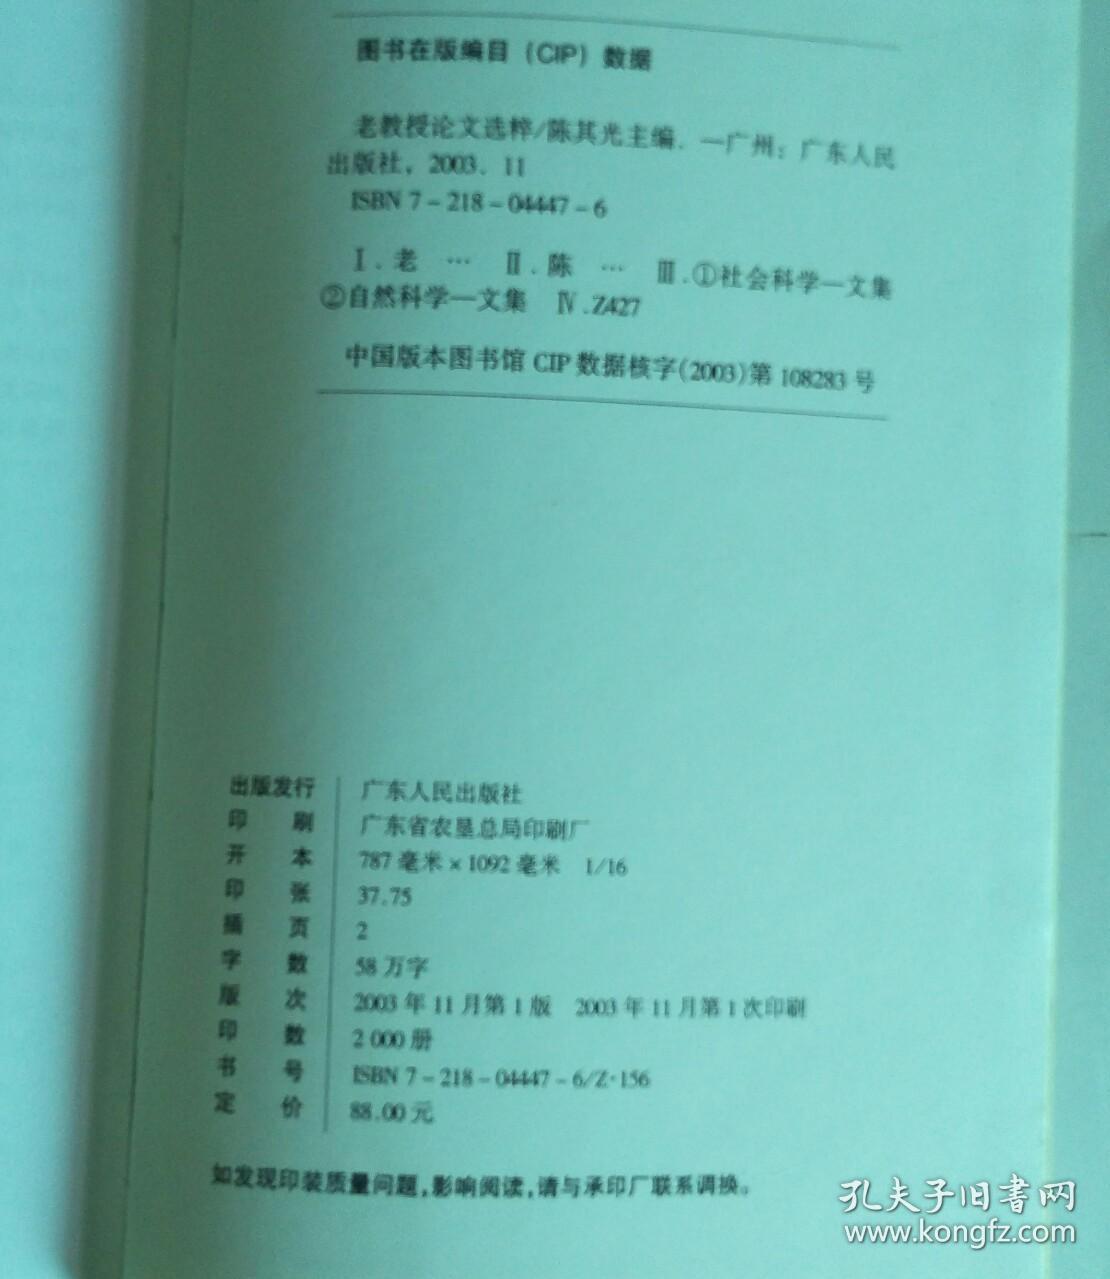 图书在版编目（CIP）数据
老教授论文选粹/陈其光主编．—广州：广东人民
出版社，2003．11
ISBN 7－218－04447－6
Ⅰ．老 … Ⅱ．陈 … Ⅲ．①社会科学—文集
②自然科学—文集 Ⅳ．Z427
中国版本图书馆 CIP 数据核字（2003）第 108283 号
出版发行 广东人民出版社
印 刷 广东省农垦总局印刷厂
开 本 787 毫米×1092 毫米 1/16
印 张 37.75
插 页 2
字 数 58 万字
版 次 2003 年 11 月第 1 版 2003 年 11 月第 1 次印刷
印 数 2 000 册
书 号 ISBN 7－218－04447－6/Z·156
定 价 88.00 元
如发现印装质量问题，影响阅读，请与承印厂联系调换。
孔夫子旧书网
www.kongfz.com